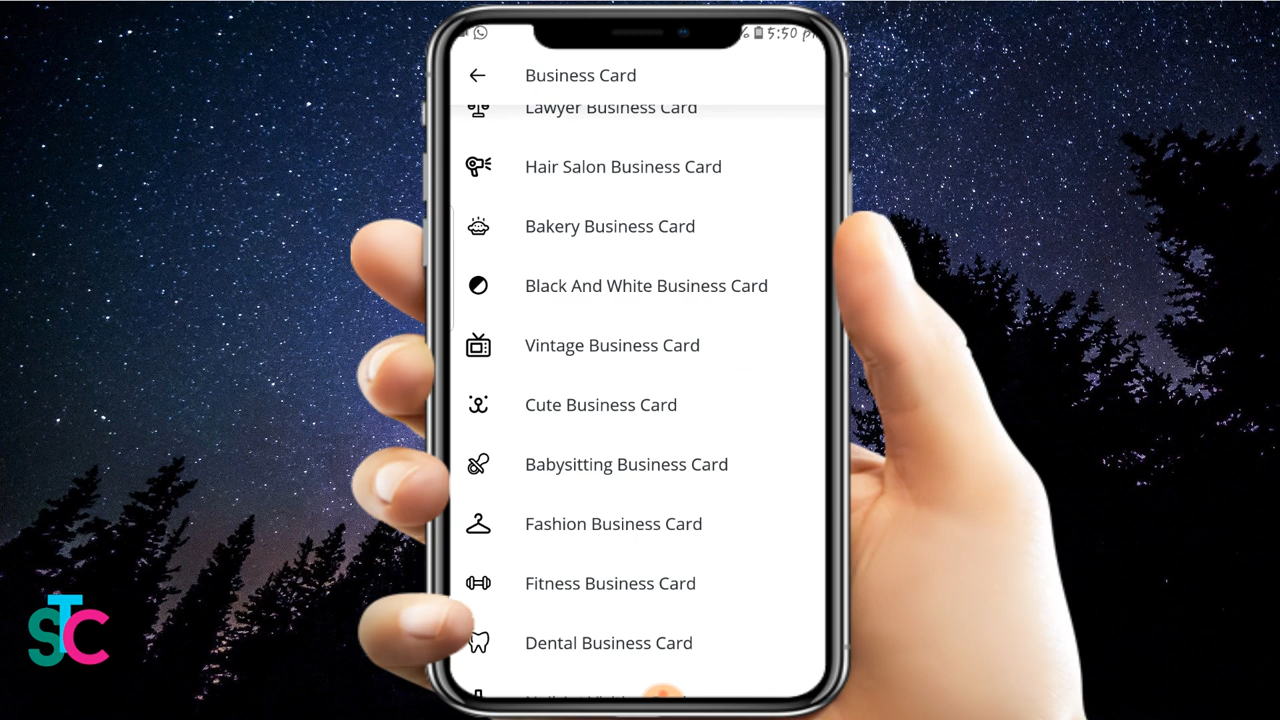 5:50
Business Card
Lawyer Business Card
Hair Salon Business Card
Bakery Business Card
Black And White Business Card
Vintage Business Card
Cute Business Card
Babysitting Business Card
Fashion Business Card
Fitness Business Card
Dental Business Card
STC